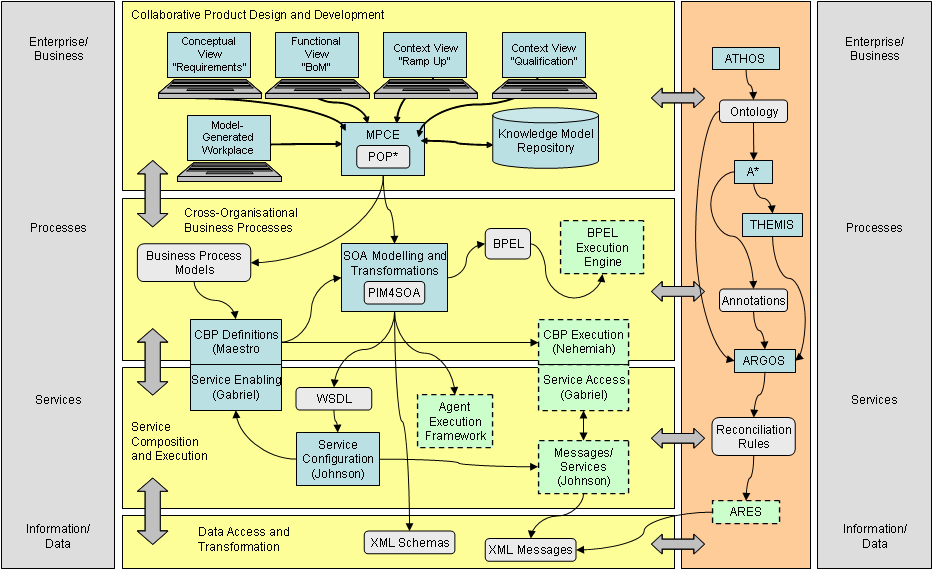 Enterprise/
Business
Processes
Services
Information/
Data
Collaborative Product Design and Development
Conceptual
View
"Requirements"
Functional
View
"BoM"
Context View
"Ramp Up"
Context View
"Qualification"
Model-
Generated
Workplace
MPCE
POP*
Knowledge Model
Repository
Cross-Organisational
Business Processes
Business Process
Models
SOA Modelling and
Transformations
PIM4SOA
BPEL
BPEL
Execution
Engine
CBP Definitions
(Maestro
CBP Execution
(Nehemiah)
Service Enabling
(Gabriel)
Service Access
(Gabriel)
WSDL
Agent
Execution
Framework
Service
Composition
and Execution
Service
Configuration
(Johnson)
Messages/
Services
(Johnson)
Data Access and
Transformation
XML Schemas
XML Messages
ATHOS
Ontology
A*
THEMIS
Annotations
ARGOS
Reconciliation
Rules
ARES
Enterprise/
Business
Processes
Services
Information/
Data